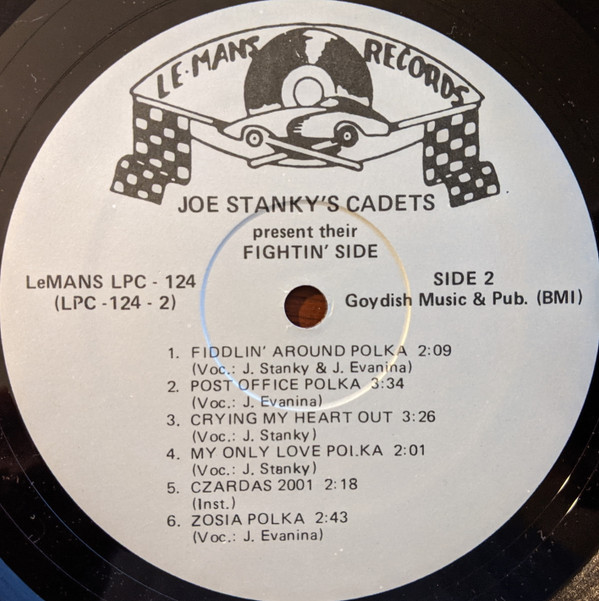 LE-MANS RECORDS
JOE STANKY'S CADETS
present their
FIGHTIN' SIDE
LeMANS LPC - 124
(LPC -124 - 2)
SIDE 2
Goydish Music & Pub. (BMI)
1. FIDDLIN' AROUND POLKA 2:09
(Voc.: J. Stanky & J. Evanina)
2. POST OFFICE POLKA 3:34
(Voc.: J. Evanina)
3. CRYING MY HEART OUT 3:26
(Voc.: J. Stanky)
4. MY ONLY LOVE POLKA 2:01
(Voc.: J. Stanky)
5. CZARDAS 2001 2:18
(Inst.)
6. ZOSIA POLKA 2:43
(Voc.: J. Evanina)